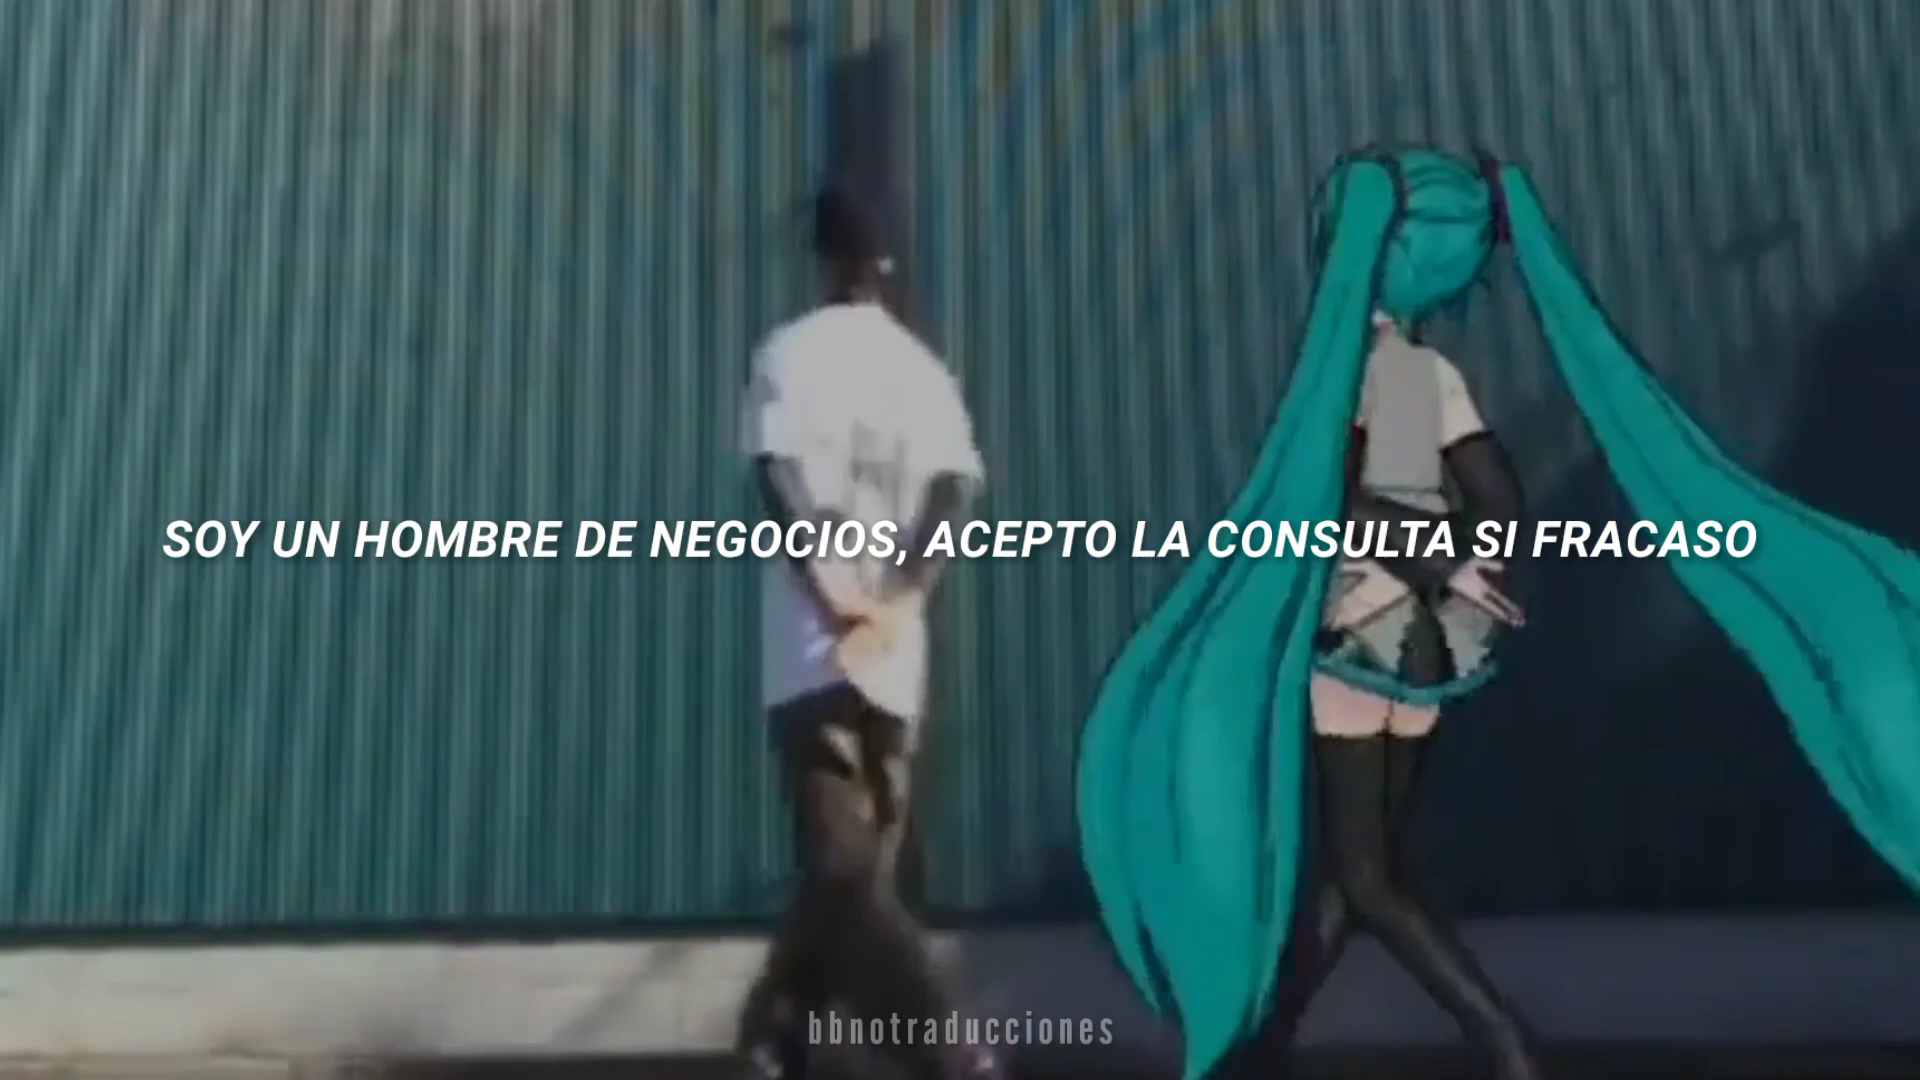 SOY UN HOMBRE DE NEGOCIOS, ACEPTO LA CONSULTA SI FRACASO
bbnotraducciones